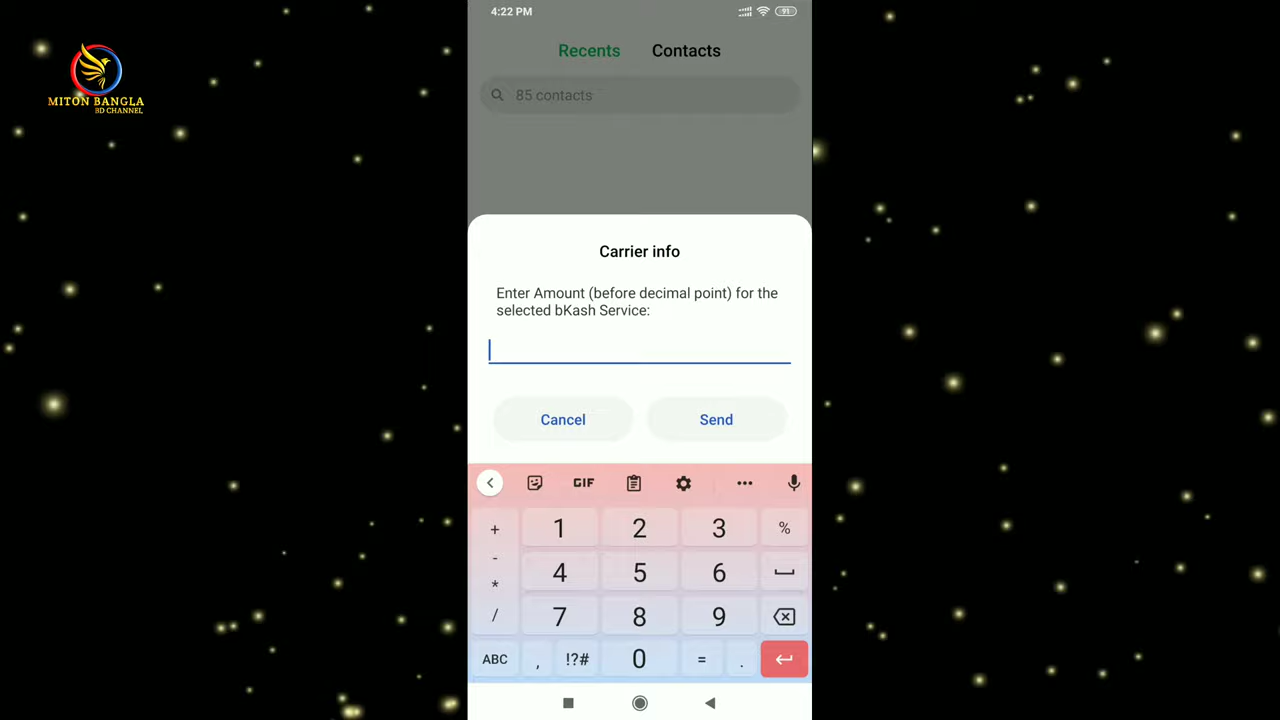 4:22 PM
91
MITON BANGLA
BD CHANNEL
Recents
Contacts
85 contacts
Carrier info
Enter Amount (before decimal point) for the
selected bKash Service:
Cancel
Send
GIF
+ 1 2 3 %
-
* 4 5 6
/ 7 8 9
ABC , !?# 0 = .